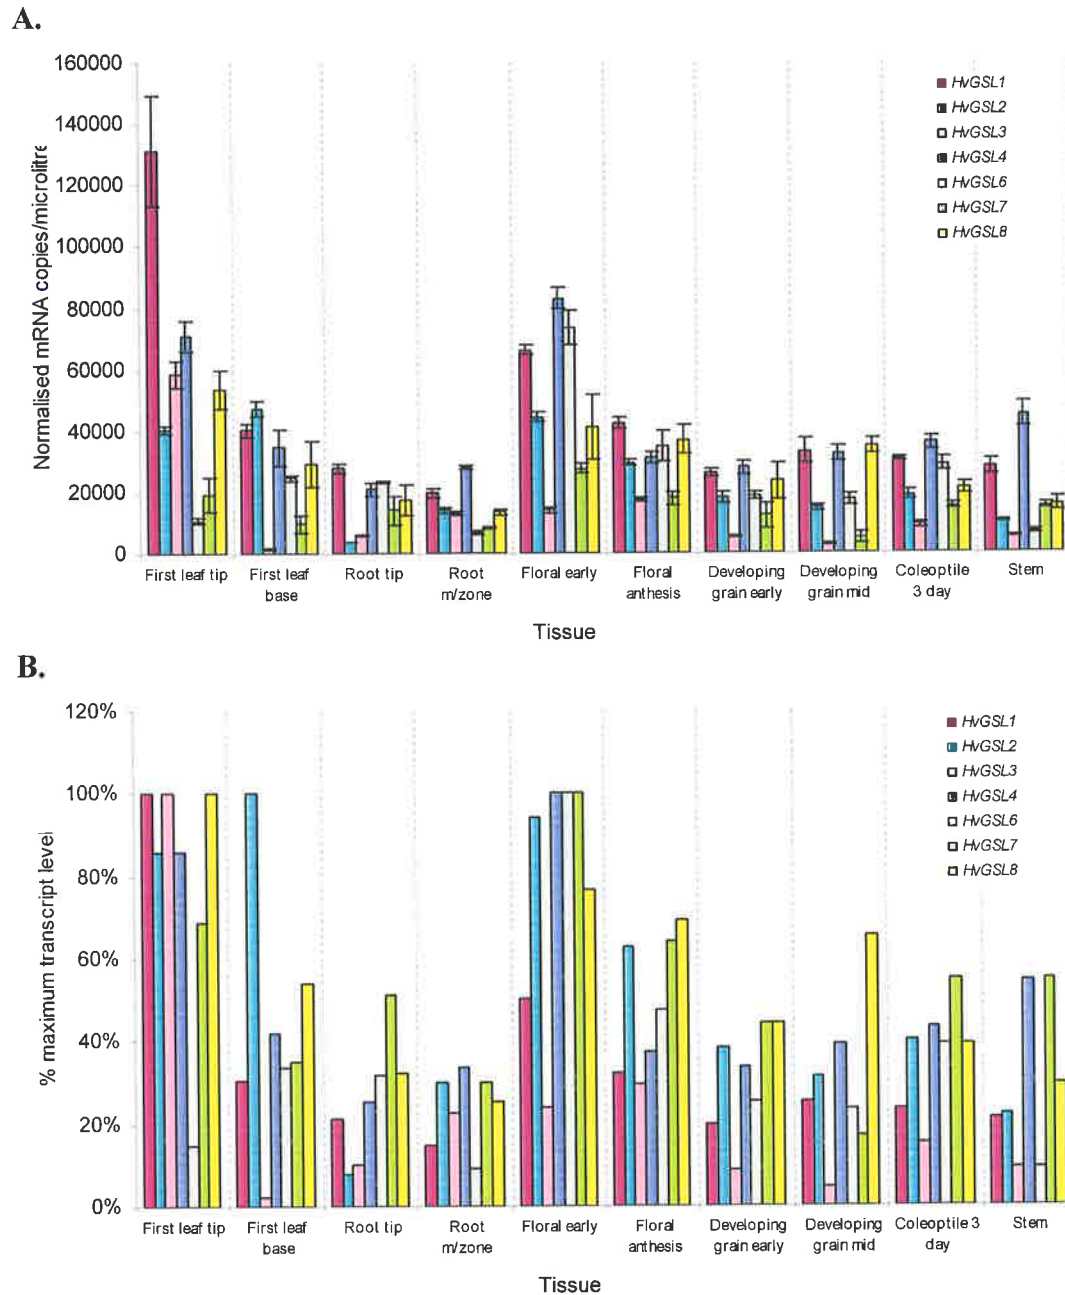 A.
160000
140000
120000
100000
80000
60000
40000
20000
0
Normalised mRNA copies/microlitre
HvGSL1
HvGSL2
HvGSL3
HvGSL4
HvGSL6
HvGSL7
HvGSL8
First leaf tip
First leaf
base
Root tip
Root
m/zone
Floral early
Floral
anthesis
Developing
grain early
Developing
grain mid
Coleoptile
3 day
Stem
Tissue
B.
120%
100%
80%
60%
40%
20%
0%
% maximum transcript level
HvGSL1
HvGSL2
HvGSL3
HvGSL4
HvGSL6
HvGSL7
HvGSL8
First leaf tip
First leaf
base
Root tip
Root
m/zone
Floral early
Floral
anthesis
Developing
grain early
Developing
grain mid
Coleoptile 3
day
Stem
Tissue